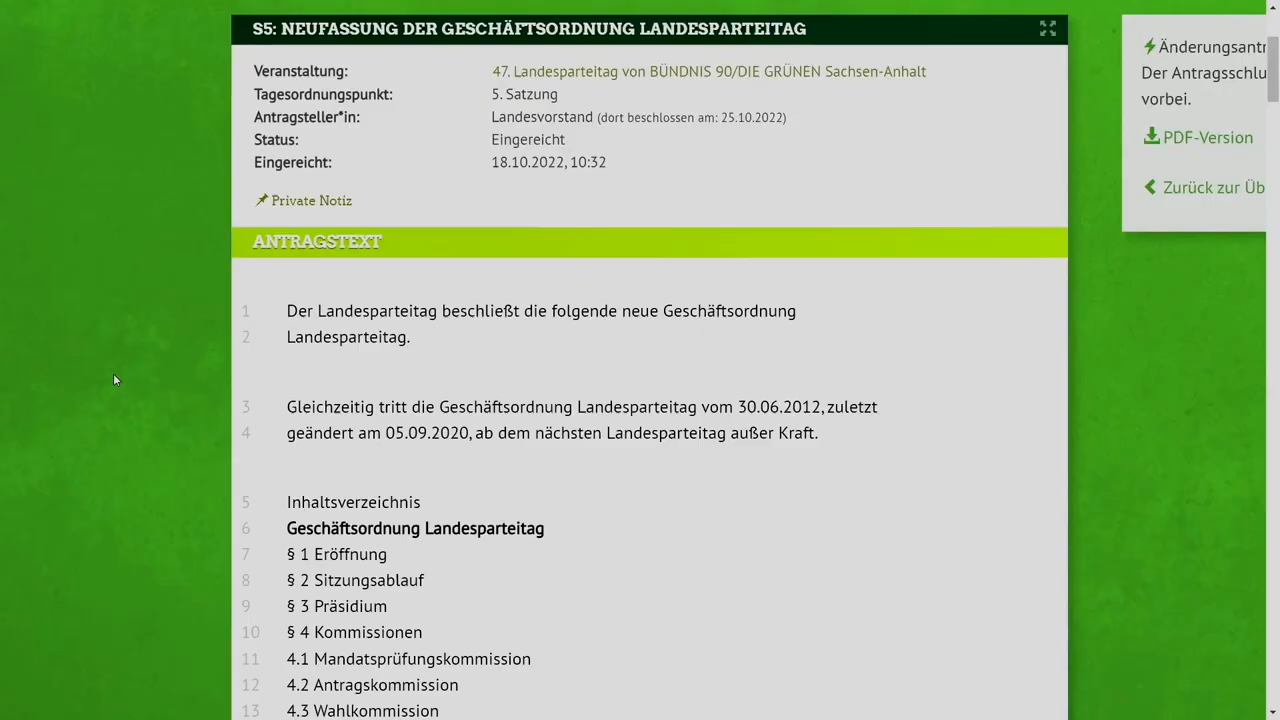 S5: NEUFASSUNG DER GESCHÄFTSORDNUNG LANDESPARTEITAG
Veranstaltung: 47. Landesparteitag von BÜNDNIS 90/DIE GRÜNEN Sachsen-Anhalt
Tagesordnungspunkt: 5. Satzung
Antragsteller*in: Landesvorstand (dort beschlossen am: 25.10.2022)
Status: Eingereicht
Eingereicht: 18.10.2022, 10:32
Private Notiz
ANTRAGSTEXT
1 Der Landesparteitag beschließt die folgende neue Geschäftsordnung
2 Landesparteitag.
3 Gleichzeitig tritt die Geschäftsordnung Landesparteitag vom 30.06.2012, zuletzt
4 geändert am 05.09.2020, ab dem nächsten Landesparteitag außer Kraft.
5 Inhaltsverzeichnis
6 Geschäftsordnung Landesparteitag
7 § 1 Eröffnung
8 § 2 Sitzungsablauf
9 § 3 Präsidium
10 § 4 Kommissionen
11 4.1 Mandatsprüfungskommission
12 4.2 Antragskommission
13 4.3 Wahlkommission
Änderungsantr
Der Antragsschlu
vorbei.
PDF-Version
Zurück zur Üb